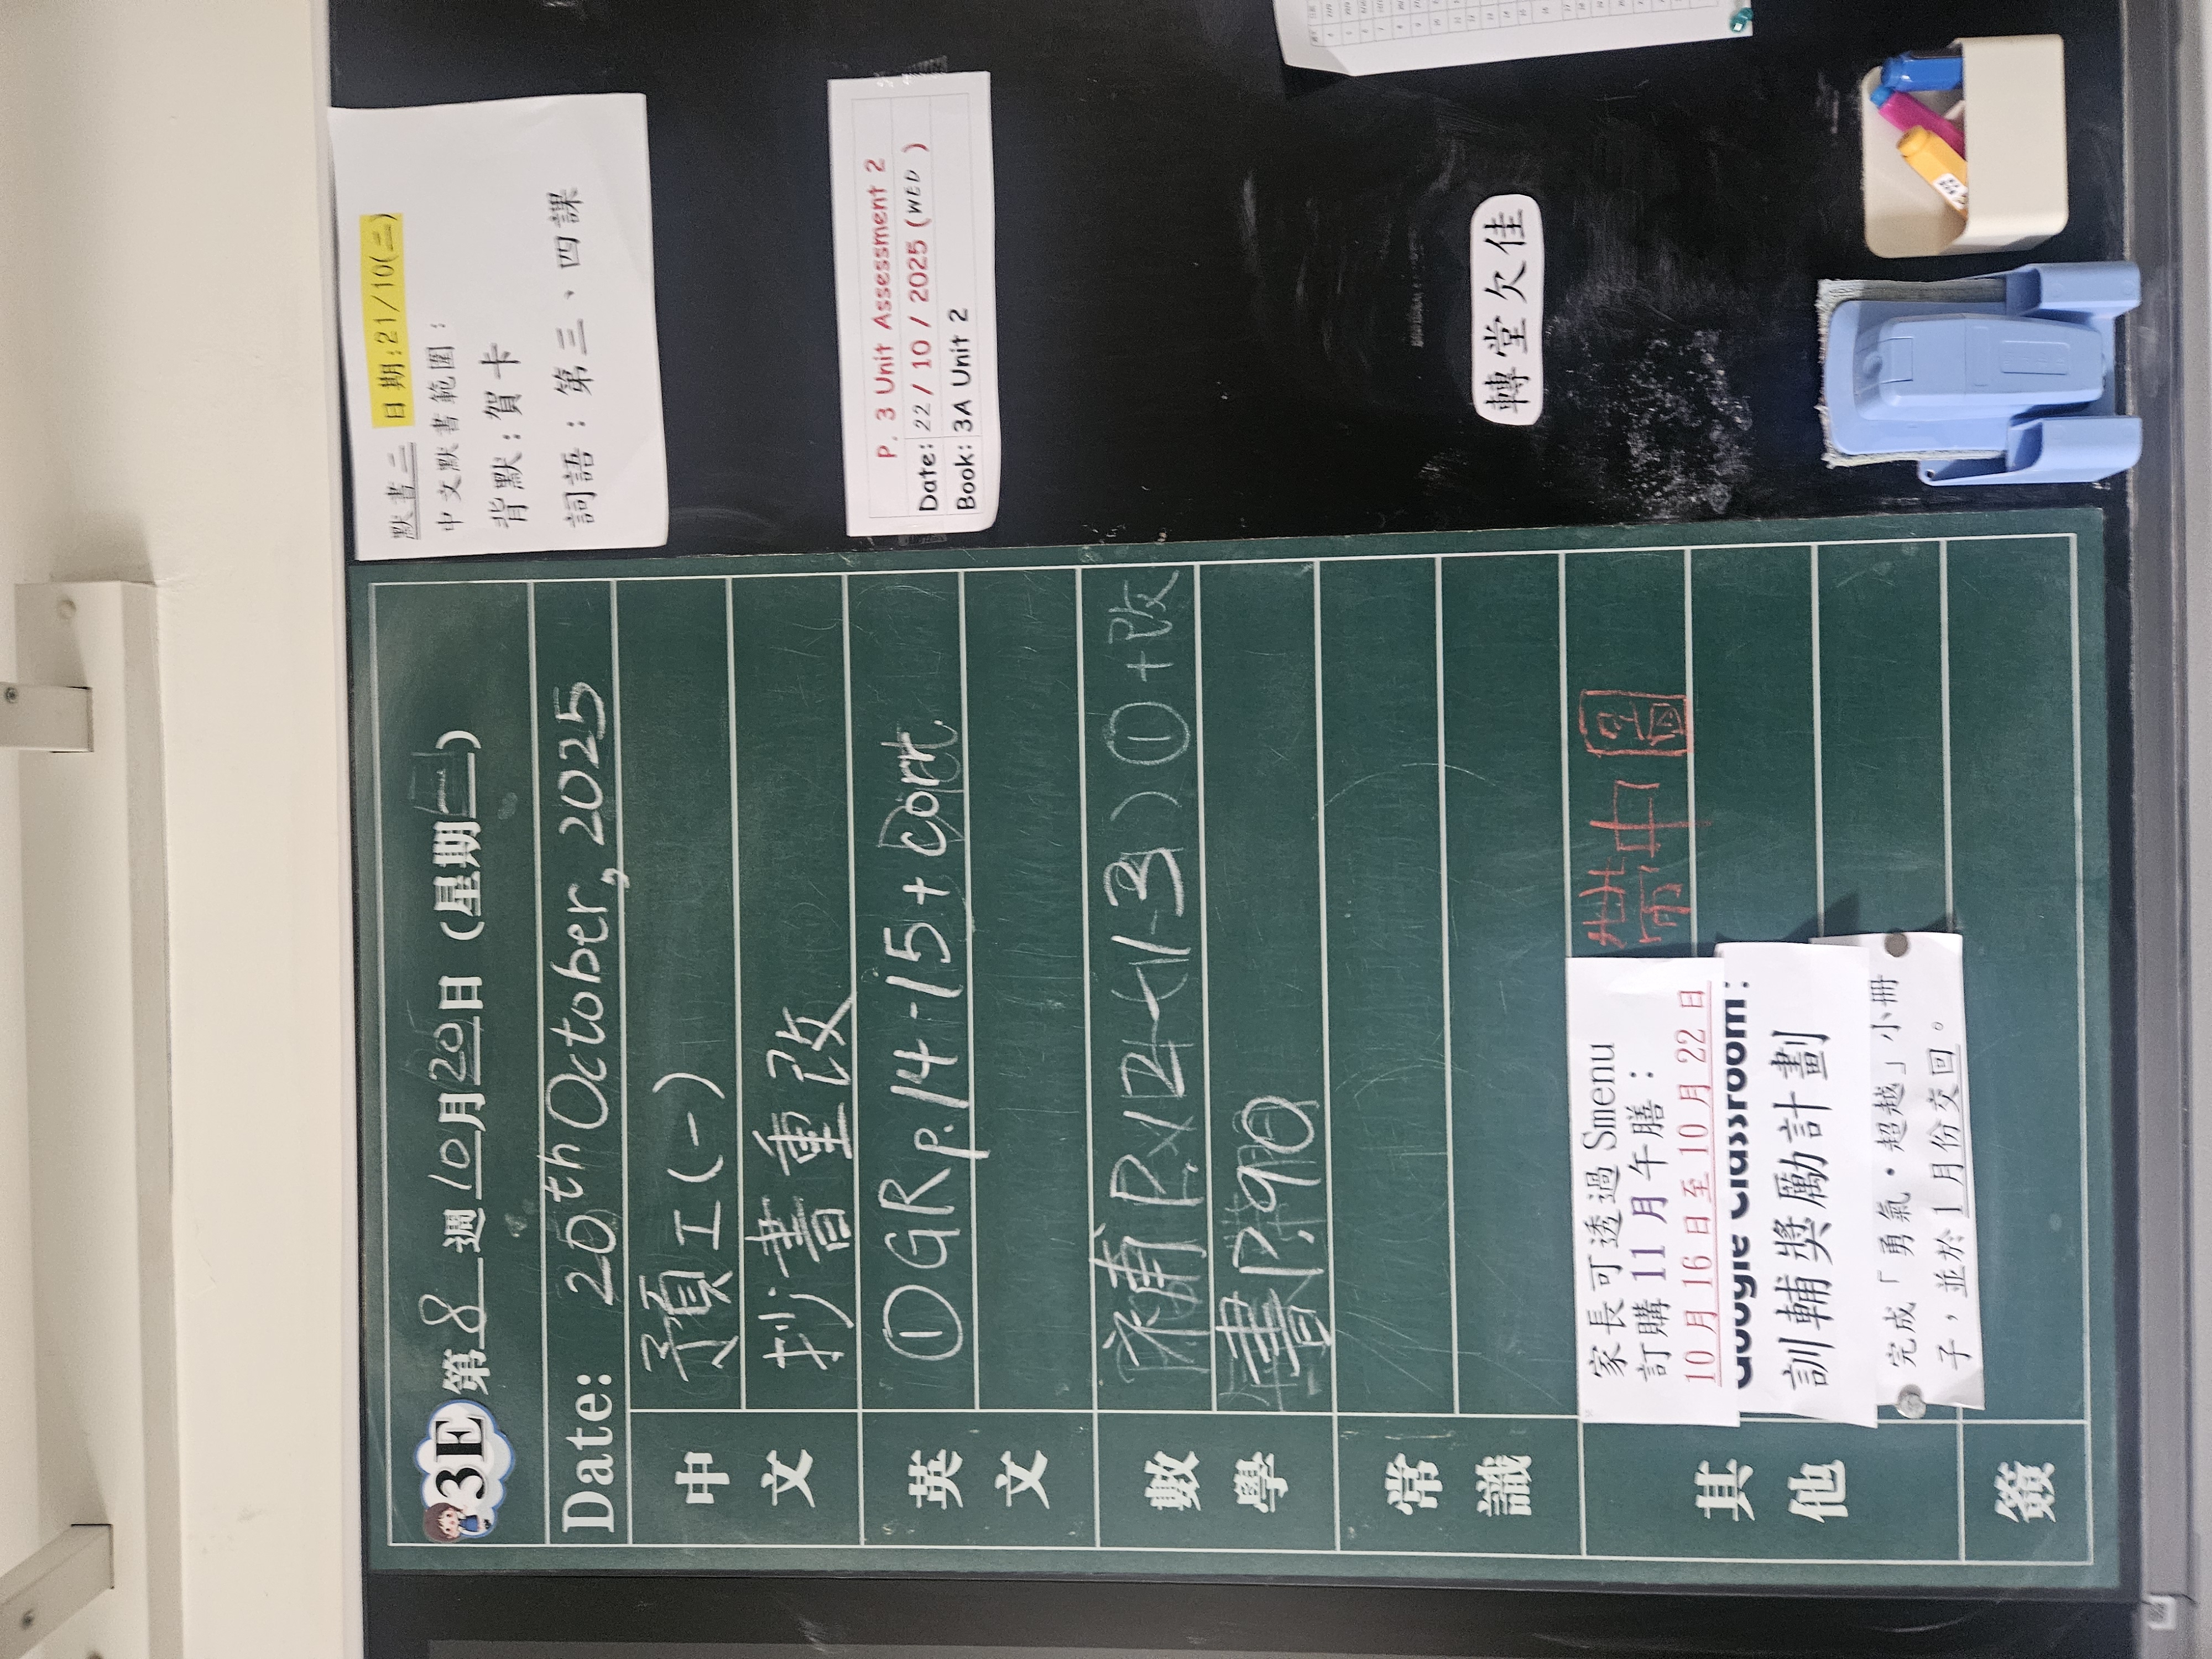 3E 第 8 週 10月20日 (星期一)
Date: 20th October, 2025
中文
預工(一)
抄書重改
英文
① GR p.14-15 + corr.
數學
補P.12 (1-3) ① + 改
書P.90
常識
其他
家長可透過 Smenu
訂購 11 月午膳：
10 月 16 日至 10 月 22 日
帶中
Google Classroom:
訓輔獎勵計劃
完成「勇氣・超越」小冊
子，並於 1 月份交回。
簽
默書二 日期:21/10(二)
中文默書範圍：
背默：賀卡
詞語：第三、四課
P. 3 Unit Assessment 2
Date: 22 / 10 / 2025 ( WED )
Book: 3A Unit 2
轉堂欠佳